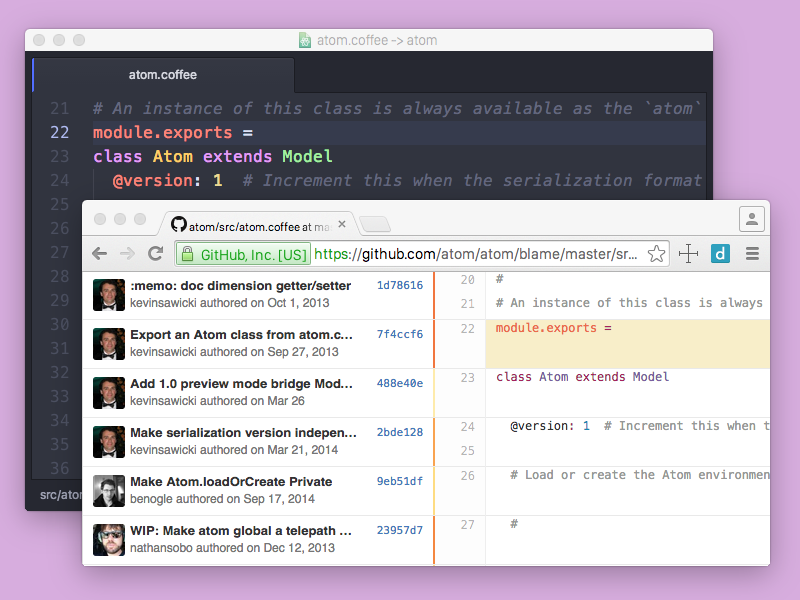 atom.coffee -> atom
atom.coffee
21 # An instance of this class is always available as the `atom`
22 module.exports =
23 class Atom extends Model
24 @version: 1 # Increment this when the serialization format
25
26
27
28
29
30
31
32
33
34
35
36
src/atom
atom/src/atom.coffee at ma
GitHub, Inc. [US] https://github.com/atom/atom/blame/master/sr...
d
:memo: doc dimension getter/setter 1d78616
kevinsawicki authored on Oct 1, 2013
20 #
21 # An instance of this class is always
Export an Atom class from atom.c... 7f4ccf6
kevinsawicki authored on Sep 27, 2013
22 module.exports =
Add 1.0 preview mode bridge Mod... 488e40e
kevinsawicki authored on Mar 26
23 class Atom extends Model
Make serialization version indepen... 2bde128
kevinsawicki authored on Mar 21, 2014
24 @version: 1 # Increment this when t
25
Make Atom.loadOrCreate Private 9eb51df
benogle authored on Sep 17, 2014
26 # Load or create the Atom environmen
WIP: Make atom global a telepath ... 23957d7
nathansobo authored on Dec 12, 2013
27 #